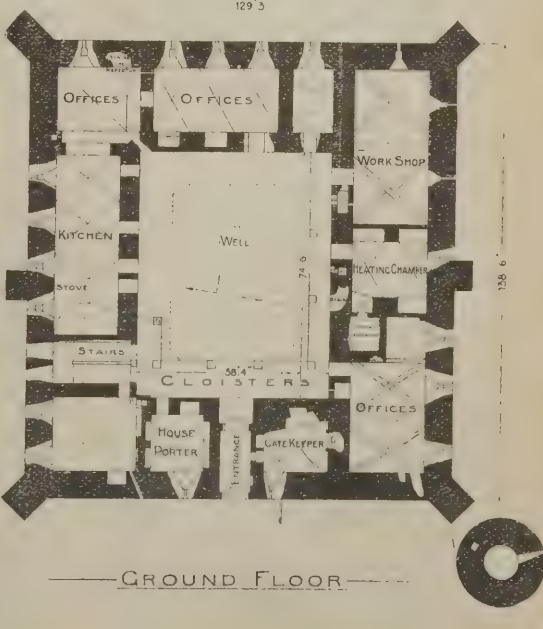 129 3
OFFICES
OFFICES
WORK SHOP
KITCHEN
WELL
HEATING CHAMBER
74.6
138 6
STOVE
STAIRS
58.4
CLOISTERS
OFFICES
HOUSE
PORTER
ENTRANCE
GATE KEEPER
GROUND FLOOR